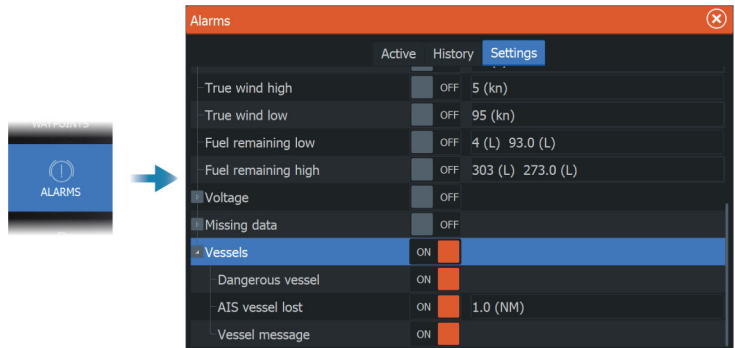 Alarms
Active History Settings
True wind high OFF 5 (kn)
True wind low OFF 95 (kn)
Fuel remaining low OFF 4 (L) 93.0 (L)
Fuel remaining high OFF 303 (L) 273.0 (L)
Voltage OFF
Missing data OFF
Vessels ON
Dangerous vessel ON
AIS vessel lost ON 1.0 (NM)
Vessel message ON
WAYPOINTS
ALARMS